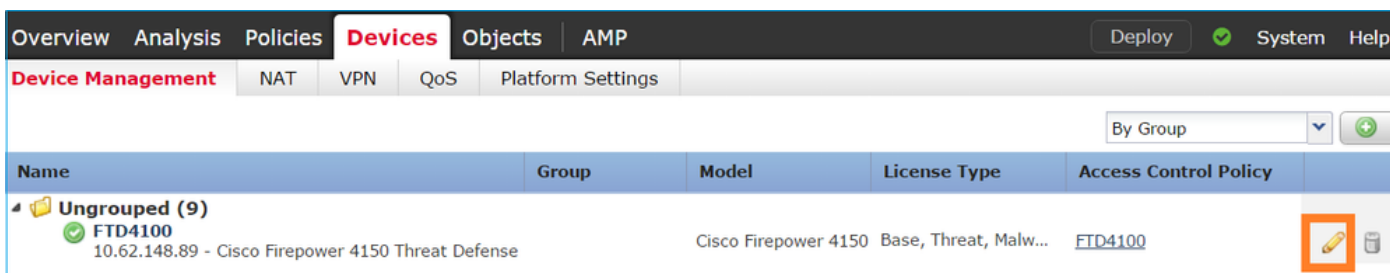 Overview Analysis Policies Devices Objects AMP Deploy System Help
Device Management NAT VPN QoS Platform Settings
By Group
Name Group Model License Type Access Control Policy
Ungrouped (9)
FTD4100
10.62.148.89 - Cisco Firepower 4150 Threat Defense Cisco Firepower 4150 Base, Threat, Malw... FTD4100